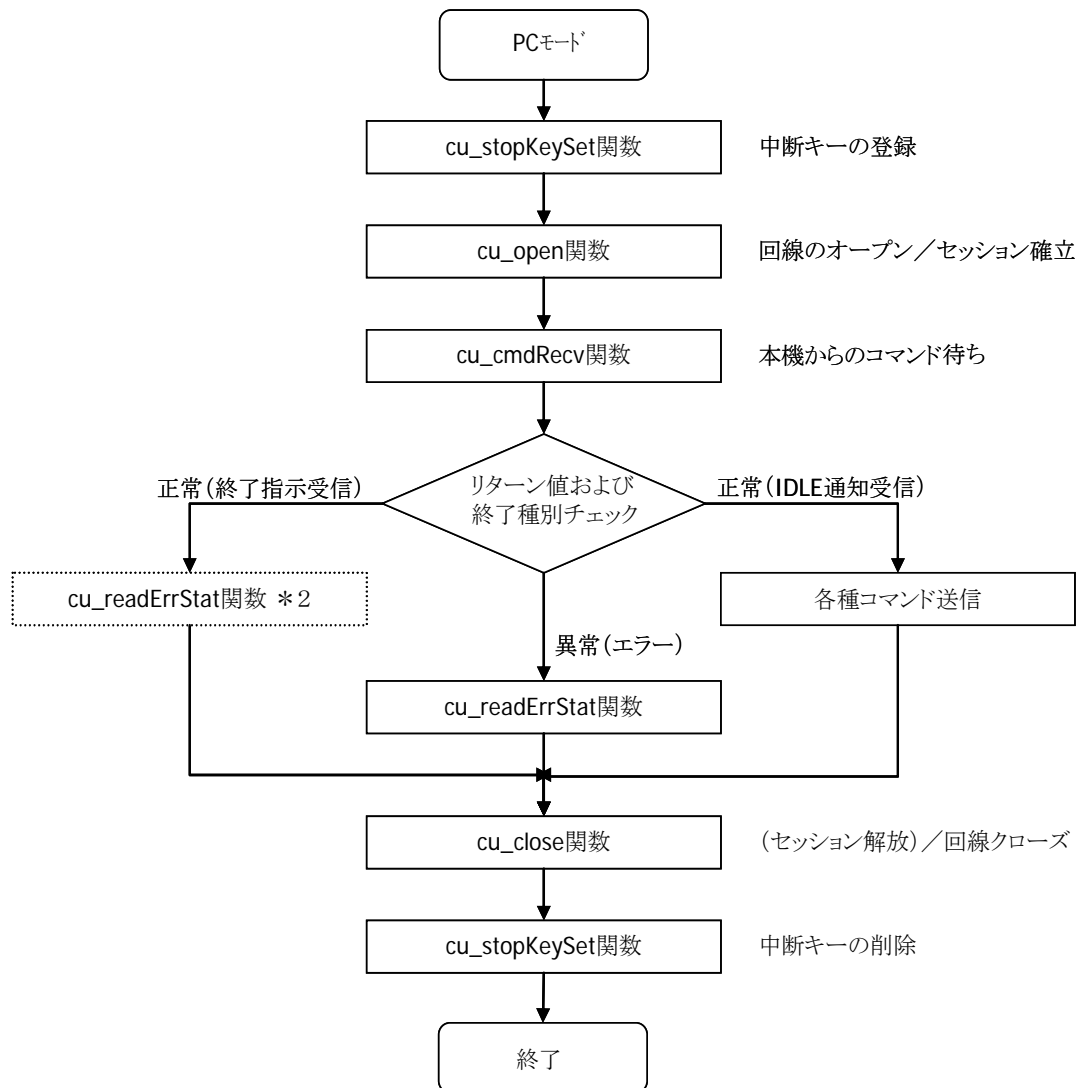 PCﾓｰﾄﾞ
cu_stopKeySet関数
中断キーの登録
cu_open関数
回線のオープン／セッション確立
cu_cmdRecv関数
本機からのコマンド待ち
正常（終了指示受信）
リターン値および
終了種別チェック
正常（IDLE通知受信）
cu_readErrStat関数 ＊２
各種コマンド送信
異常（エラー）
cu_readErrStat関数
cu_close関数
（セッション解放）／回線クローズ
cu_stopKeySet関数
中断キーの削除
終了